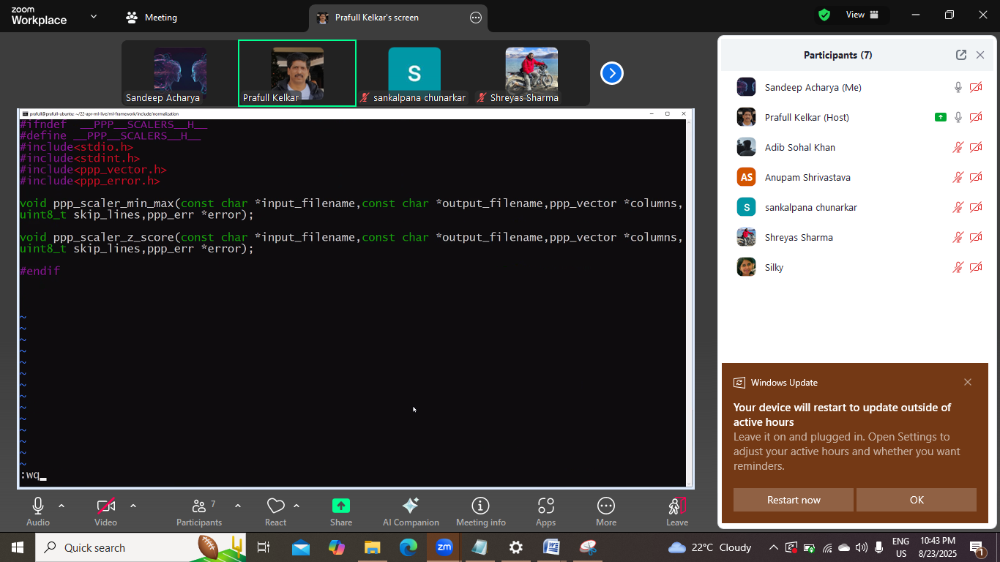 zoom
Workplace
Meeting
Prafull Kelkar's screen
View
Sandeep Acharya
Prafull Kelkar
S
sankalpana chunarkar
Shreyas Sharma
prafull@prafull-ubuntu: ~/22-apr-ml-live/ml-framework/include/normalization
#ifndef  __PPP__SCALERS__H__
#define __PPP__SCALERS__H__
#include<stdio.h>
#include<stdint.h>
#include<ppp_vector.h>
#include<ppp_error.h>
void ppp_scaler_min_max(const char *input_filename,const char *output_filename,ppp_vector *columns,
uint8_t skip_lines,ppp_err *error);
void ppp_scaler_z_score(const char *input_filename,const char *output_filename,ppp_vector *columns,
uint8_t skip_lines,ppp_err *error);
#endif
~
~
~
~
~
~
~
~
~
~
~
~
~
~
:wq
Participants (7)
Sandeep Acharya (Me)
Prafull Kelkar (Host)
Adib Sohal Khan
AS Anupam Shrivastava
S sankalpana chunarkar
Shreyas Sharma
Silky
Windows Update
Your device will restart to update outside of
active hours
Leave it on and plugged in. Open Settings to
adjust your active hours and whether you want
reminders.
Restart now OK
7
Audio Video Participants React Share AI Companion Meeting info Apps More Leave
Quick search
zm
W
22°C Cloudy
ENG
US
10:43 PM
8/23/2025
1